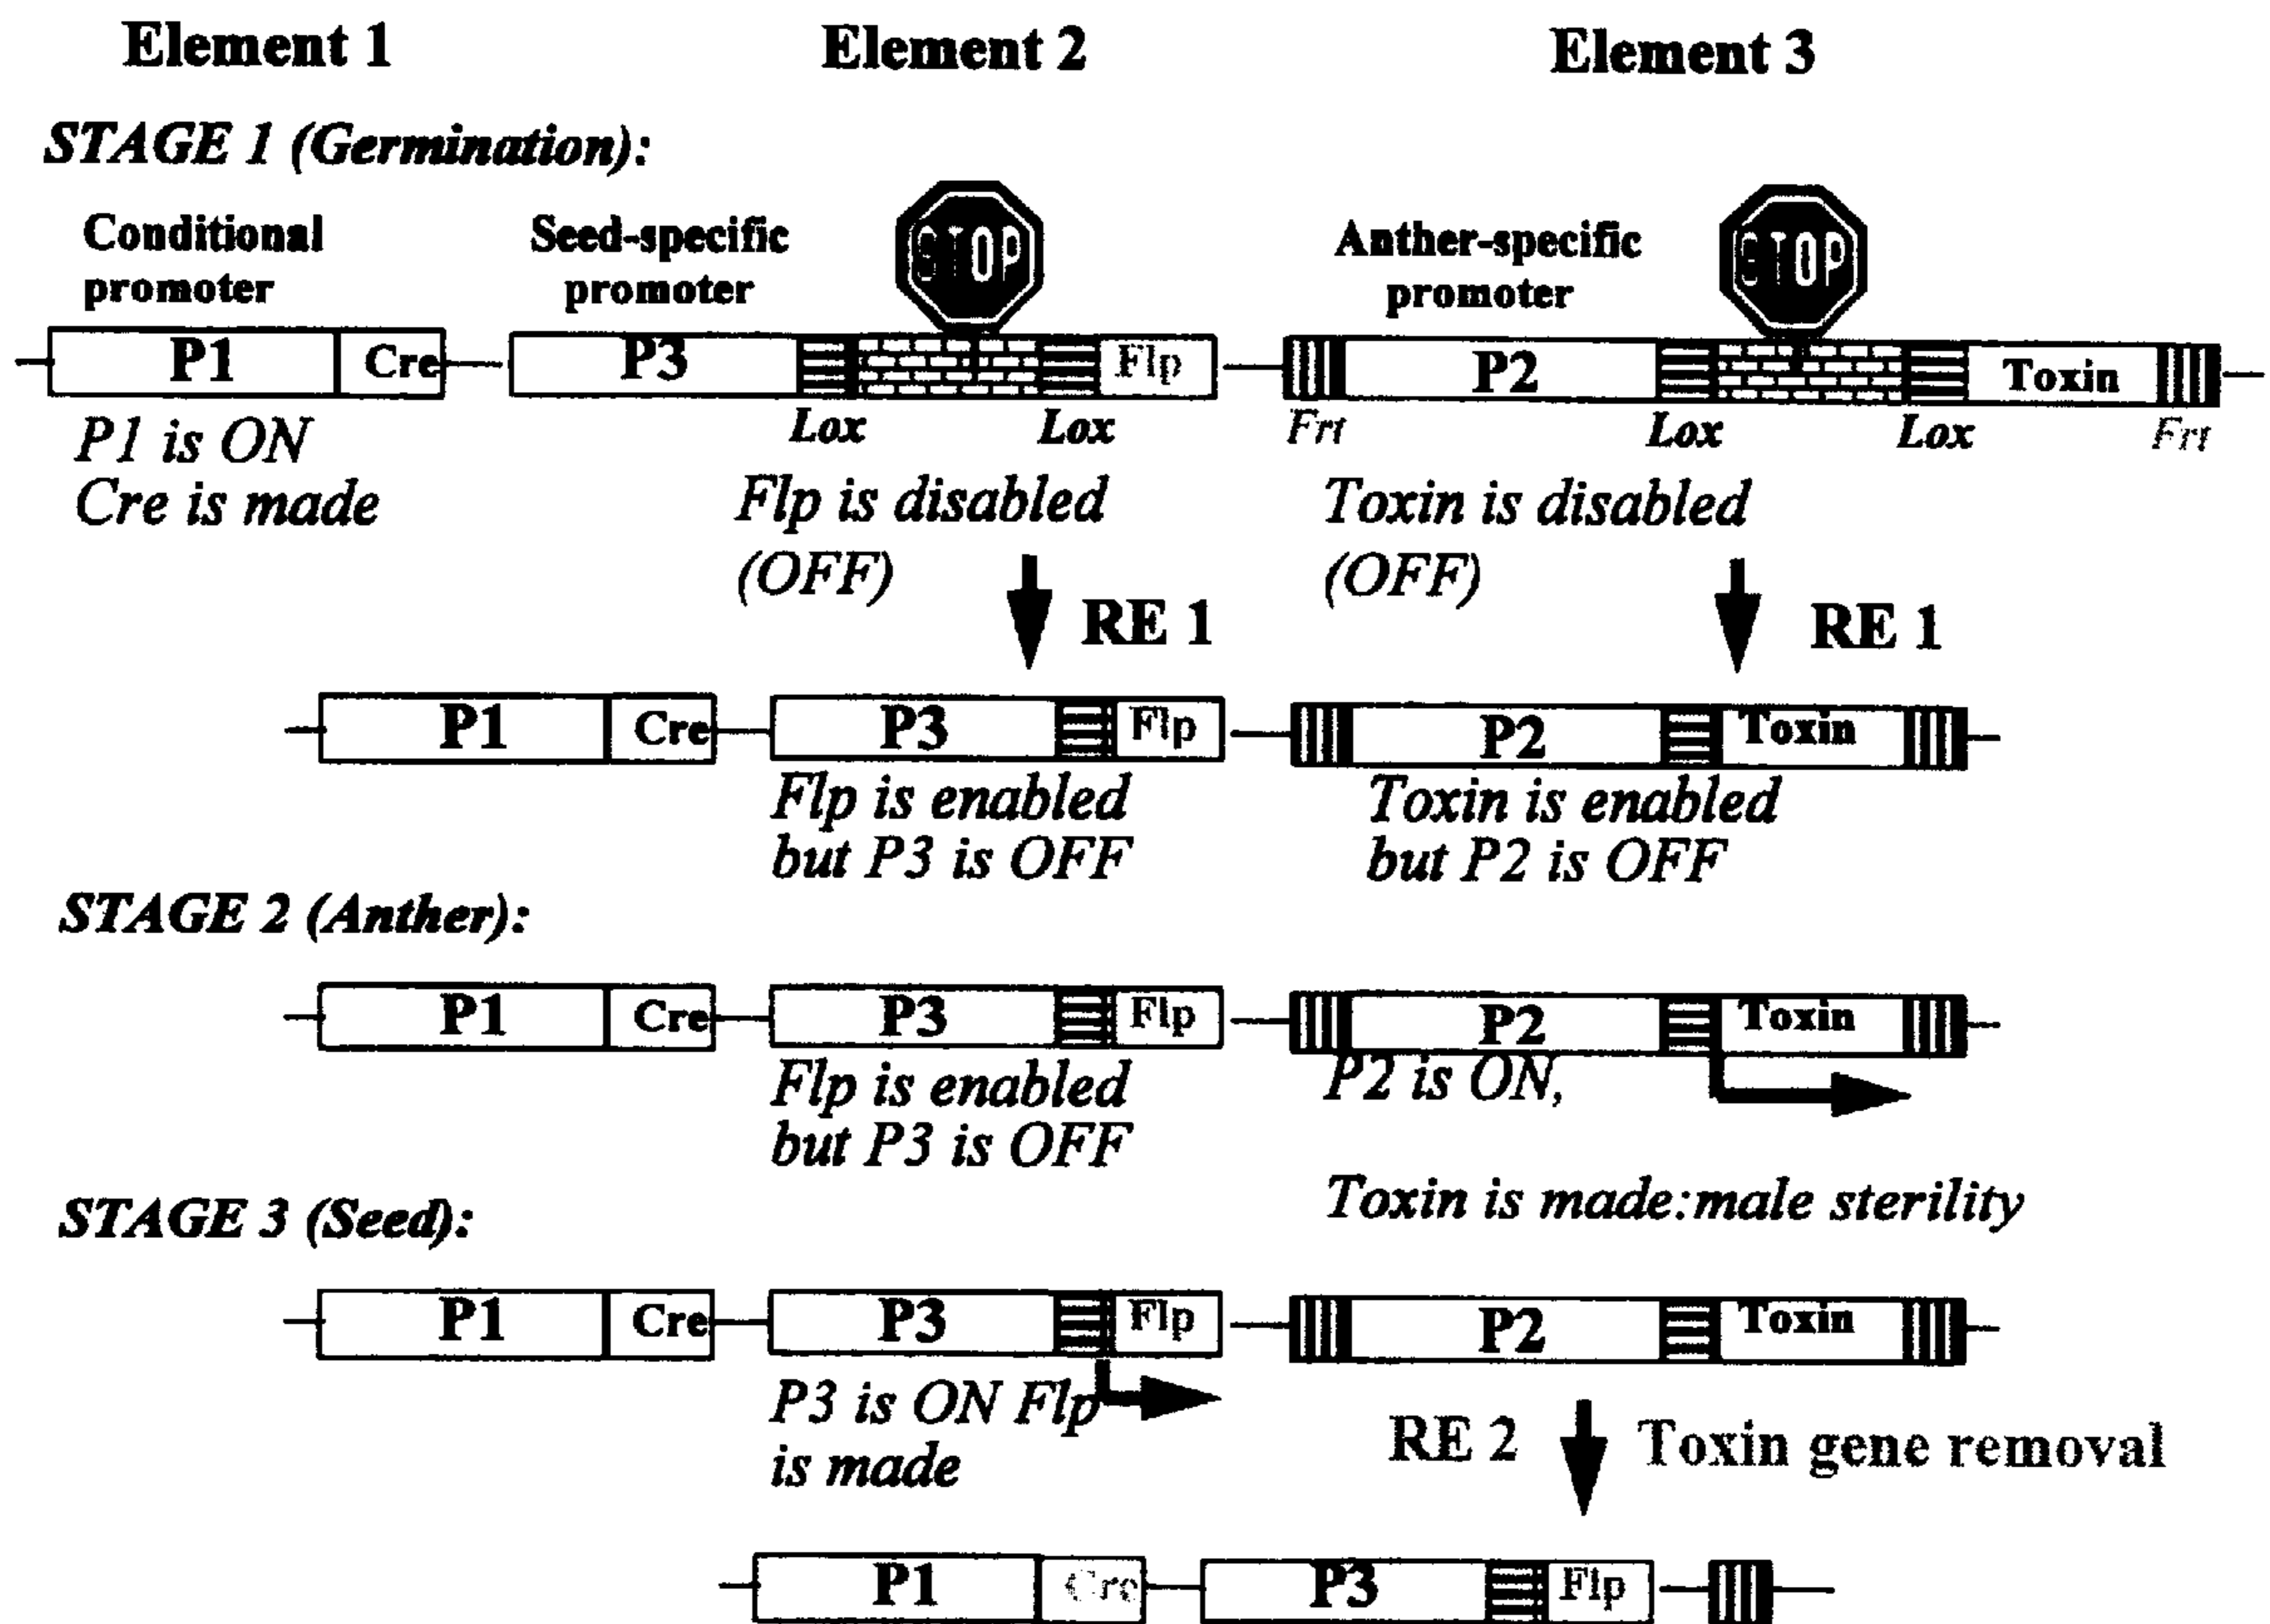 Element 1 Element 2 Element 3
STAGE 1 (Germination):
STOP STOP
Conditional Seed-specific Anther-specific
promoter promoter promoter
P1 Cre P3 Flp P2 Toxin
Lox Lox Frt Lox Lox Frt
P1 is ON
Cre is made
Flp is disabled Toxin is disabled
(OFF) (OFF)
RE 1 RE 1
P1 Cre P3 Flp P2 Toxin
Flp is enabled Toxin is enabled
but P3 is OFF but P2 is OFF
STAGE 2 (Anther):
P1 Cre P3 Flp P2 Toxin
Flp is enabled P2 is ON,
but P3 is OFF
Toxin is made:male sterility
STAGE 3 (Seed):
P1 Cre P3 Flp P2 Toxin
P3 is ON Flp
is made
RE 2 Toxin gene removal
P1 Cre P3 Flp